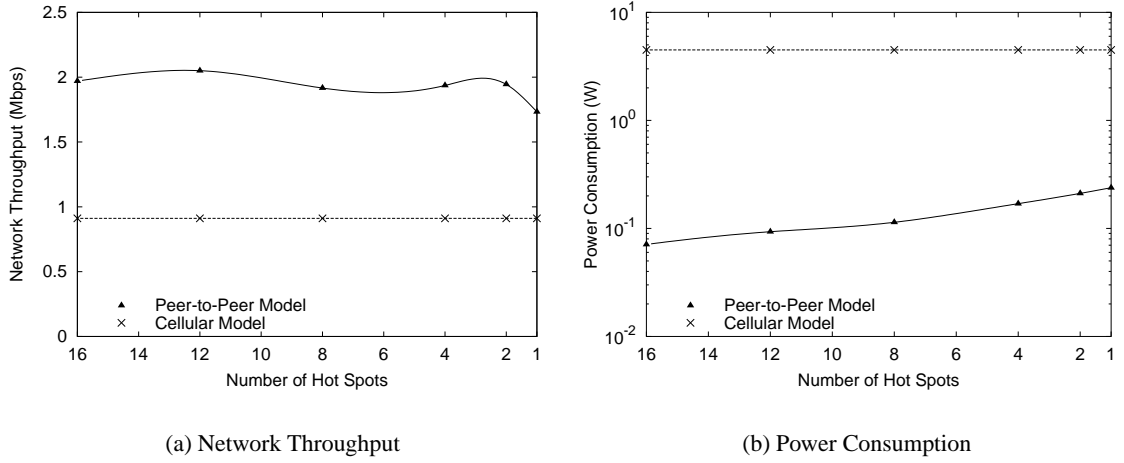 2.5
2
1.5
1
0.5
0
16
14
12
10
8
6
4
2
1
Network Throughput (Mbps)
Number of Hot Spots
Peer-to-Peer Model
Cellular Model
(a) Network Throughput
10^1
10^0
10^-1
10^-2
16
14
12
10
8
6
4
2
1
Power Consumption (W)
Number of Hot Spots
Peer-to-Peer Model
Cellular Model
(b) Power Consumption